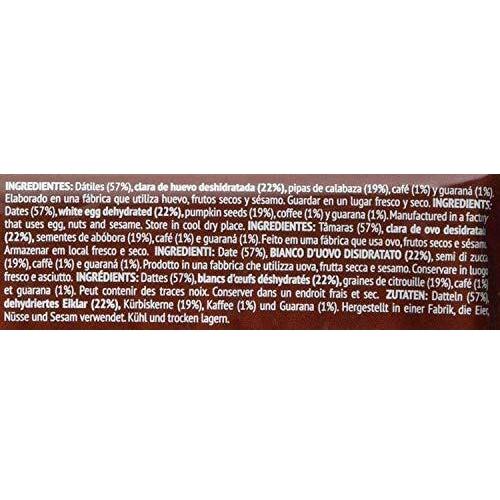 INGREDIENTES: Dátiles (57%), clara de huevo deshidratada (22%), pipas de calabaza (19%), café (1%) y guaraná (1%).
Elaborado en una fábrica que utiliza huevo, frutos secos y sésamo. Guardar en un lugar fresco y seco. INGREDIENTS:
Dates (57%), white egg dehydrated (22%), pumpkin seeds (19%), coffee (1%) y guarana (1%). Manufactured in a factory
that uses egg, nuts and sesame. Store in cool dry place. INGREDIENTES: Tâmaras (57%), clara de ovo desidratada
(22%), sementes de abóbora (19%), café (1%) e guaraná (1%). Feito em uma fábrica que usa ovo, frutos secos e sésamo.
Armazenar em local fresco e seco. INGREDIENTI: Date (57%), BIANCO D'UOVO DISIDRATATO (22%), semi di zucca
(19%), caffè (1%) e guaraná (1%). Prodotto in una fabbrica che utilizza uova, frutta secca e sesamo. Conservare in luogo
fresco e asciutto. INGRÉDIENTS: Dattes (57%), blancs d'œufs déshydratés (22%), graines de citrouille (19%), café (1%)
et guarana (1%). Peut contenir des traces noix. Conserver dans un endroit frais et sec. ZUTATEN: Datteln (57%),
dehydriertes Eiklar (22%), Kürbiskerne (19%), Kaffee (1%) und Guarana (1%). Hergestellt in einer Fabrik, die Eier,
Nüsse und Sesam verwendet. Kühl und trocken lagern.